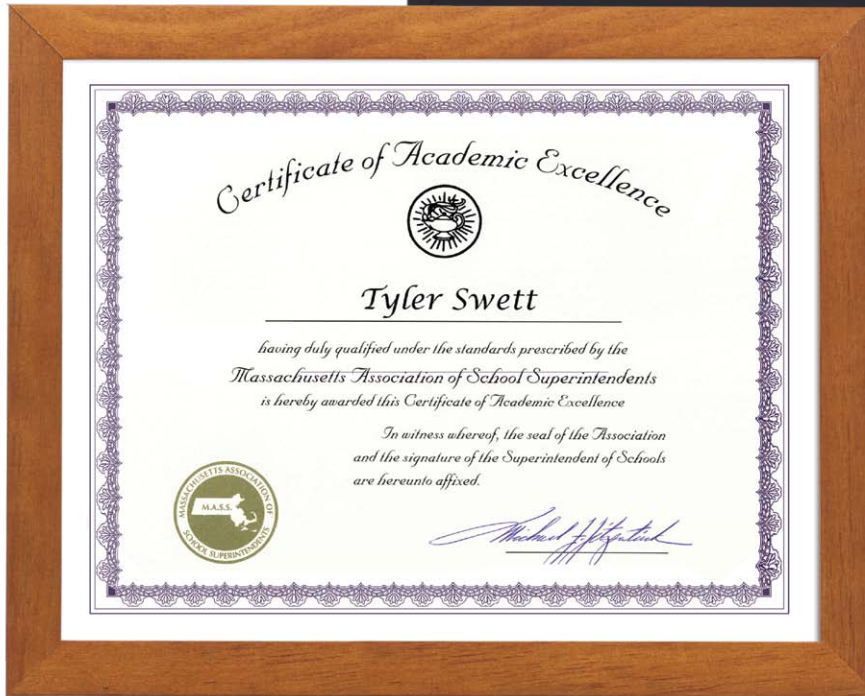 Certificate of Academic Excellence
Tyler Swett
having duly qualified under the standards prescribed by the
Massachusetts Association of School Superintendents
is hereby awarded this Certificate of Academic Excellence
In witness whereof, the seal of the Association
and the signature of the Superintendent of Schools
are hereunto affixed.
MASSACHUSETTS ASSOCIATION OF
M.A.S.S.
SCHOOL SUPERINTENDENTS